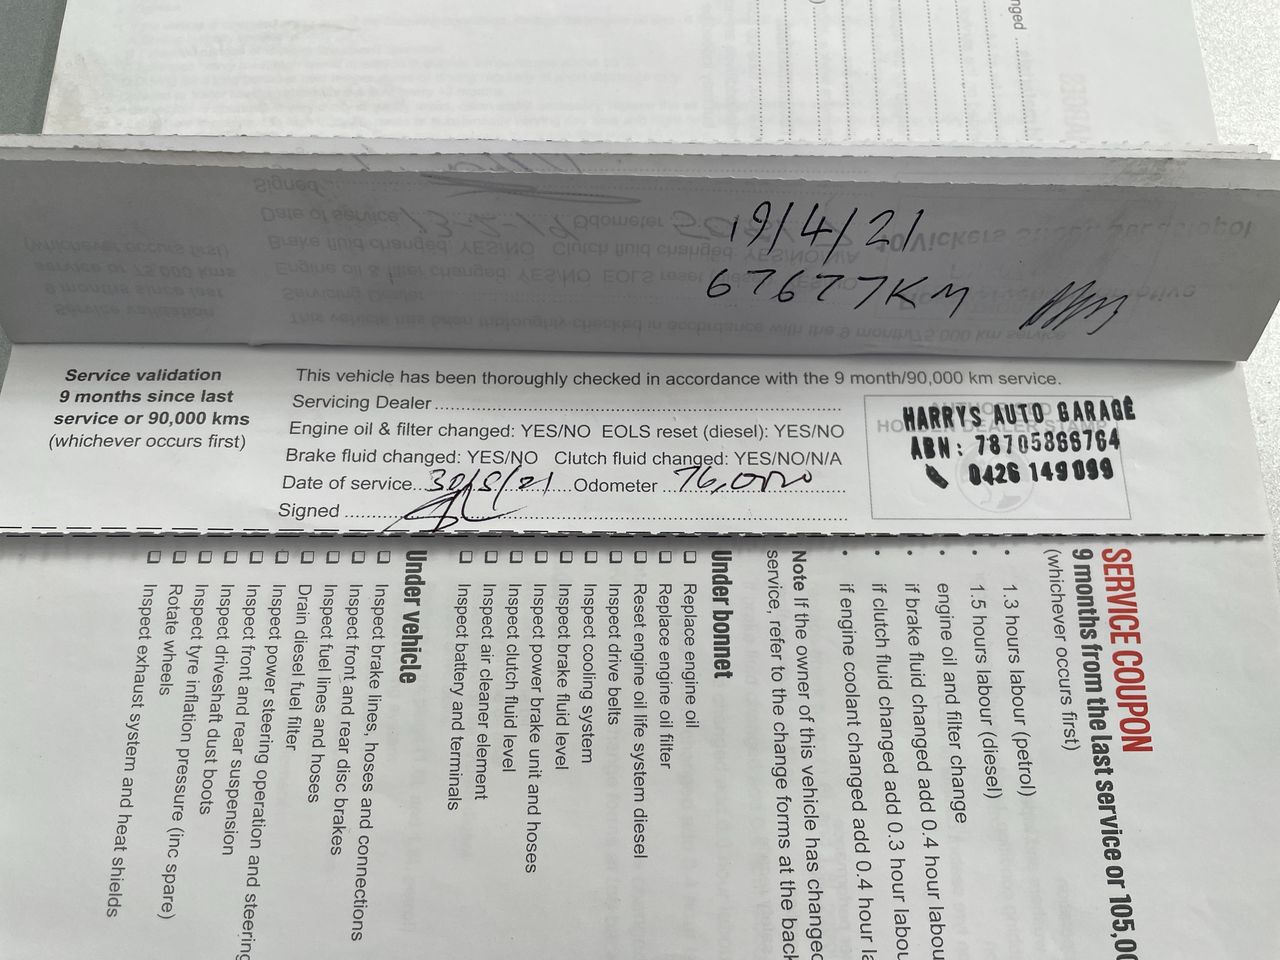 nged
19/4/21
67677KM
Service validation
9 months since last
service or 90,000 kms
(whichever occurs first)
This vehicle has been thoroughly checked in accordance with the 9 month/90,000 km service.
Servicing Dealer
Engine oil & filter changed: YES/NO EOLS reset (diesel): YES/NO
Brake fluid changed: YES/NO Clutch fluid changed: YES/NO/N/A
Date of service 30/8/21 Odometer 76,000
Signed
HARRYS AUTO GARAGE
ABN: 78705866764
0426 149 099
SERVICE COUPON
9 months from the last service or 105,00
(whichever occurs first)
• 1.3 hours labour (petrol)
• 1.5 hours labour (diesel)
• engine oil and filter change
• if brake fluid changed add 0.4 hour labou
• if clutch fluid changed add 0.3 hour labou
• if engine coolant changed add 0.4 hour la
Note If the owner of this vehicle has changed
service, refer to the change forms at the back
Under bonnet
Replace engine oil
Replace engine oil filter
Reset engine oil life system diesel
Inspect drive belts
Inspect cooling system
Inspect brake fluid level
Inspect power brake unit and hoses
Inspect clutch fluid level
Inspect air cleaner element
Inspect battery and terminals
Under vehicle
Inspect brake lines, hoses and connections
Inspect front and rear disc brakes
Inspect fuel lines and hoses
Drain diesel fuel filter
Inspect power steering operation and steering
Inspect front and rear suspension
Inspect driveshaft dust boots
Inspect tyre inflation pressure (inc spare)
Rotate wheels
Inspect exhaust system and heat shields